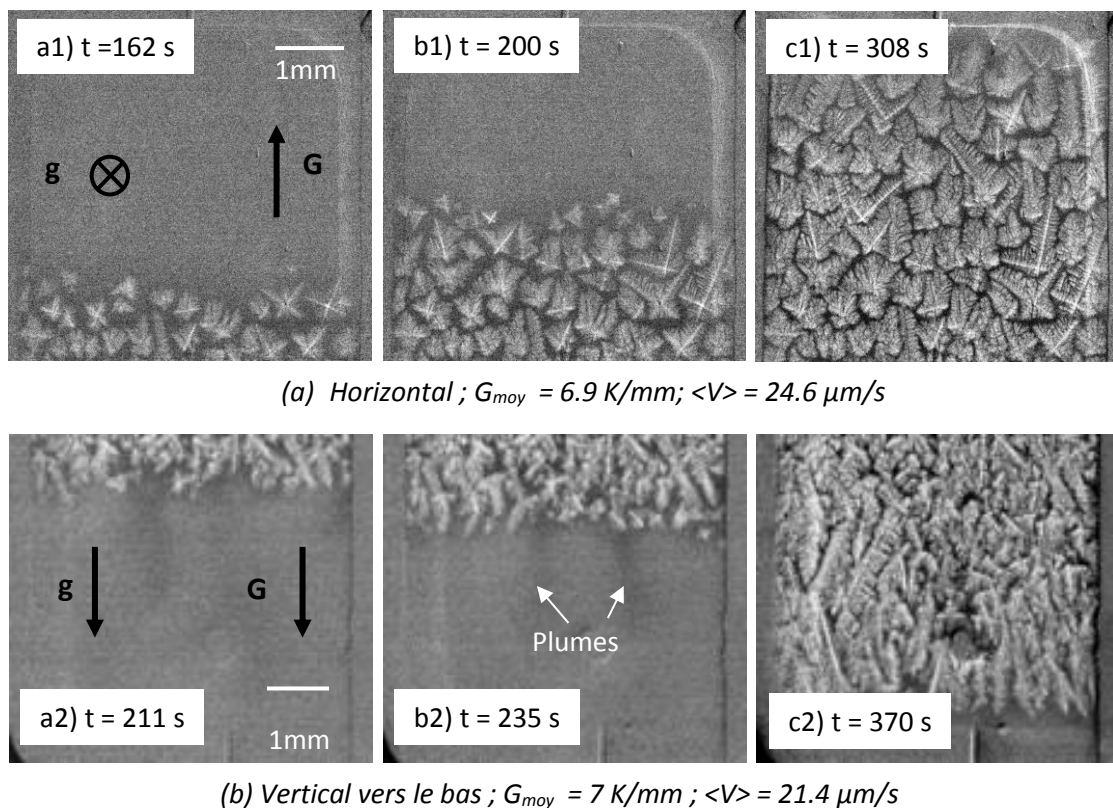 a1) t =162 s
1mm
g
G
b1) t = 200 s
c1) t = 308 s
(a) Horizontal ; Gmoy = 6.9 K/mm; <V> = 24.6 µm/s
g
G
a2) t = 211 s
1mm
Plumes
b2) t = 235 s
c2) t = 370 s
(b) Vertical vers le bas ; Gmoy = 7 K/mm ; <V> = 21.4 µm/s